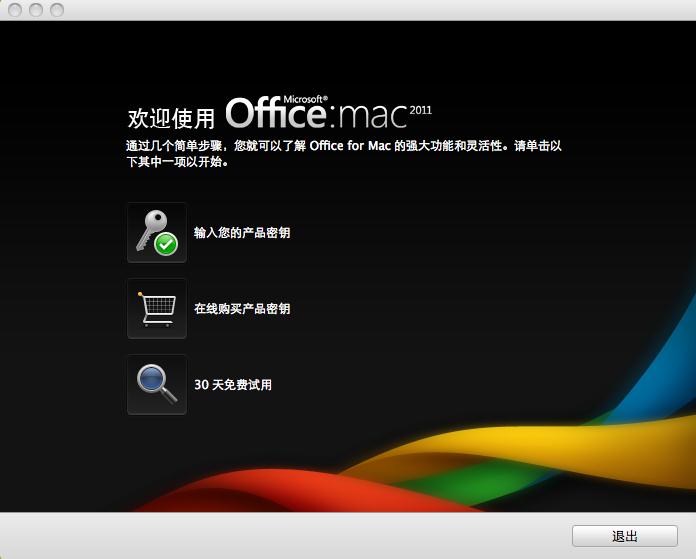 欢迎使用 Microsoft® Office:mac 2011
通过几个简单步骤，您就可以了解 Office for Mac 的强大功能和灵活性。请单击以
下其中一项以开始。
输入您的产品密钥
在线购买产品密钥
30 天免费试用
退出